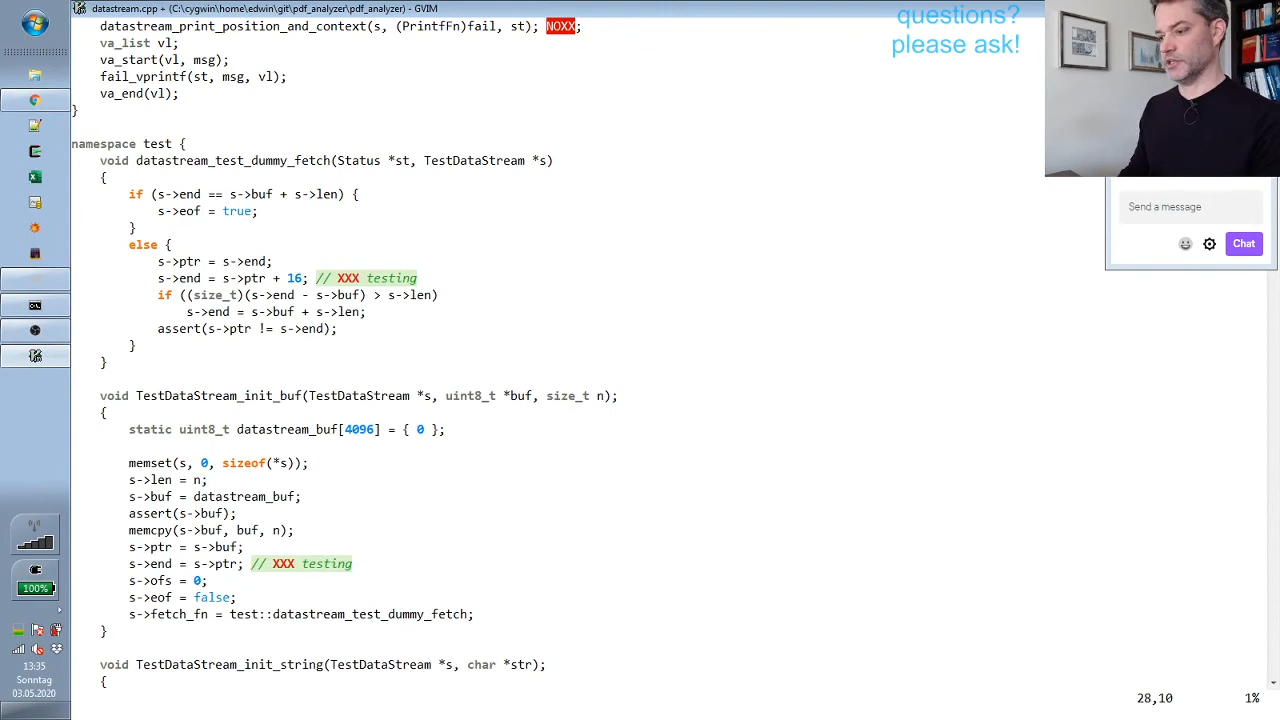 datastream.cpp + (C:\cygwin\home\edwin\git\pdf_analyzer\pdf_analyzer) - GVIM
datastream_print_position_and_context(s, (PrintfFn)fail, st); NOXX;
va_list vl;
va_start(vl, msg);
fail_vprintf(st, msg, vl);
va_end(vl);
}
namespace test {
void datastream_test_dummy_fetch(Status *st, TestDataStream *s)
{
if (s->end == s->buf + s->len) {
s->eof = true;
}
else {
s->ptr = s->end;
s->end = s->ptr + 16; // XXX testing
if ((size_t)(s->end - s->buf) > s->len)
s->end = s->buf + s->len;
assert(s->ptr != s->end);
}
}
void TestDataStream_init_buf(TestDataStream *s, uint8_t *buf, size_t n);
{
static uint8_t datastream_buf[4096] = { 0 };
memset(s, 0, sizeof(*s));
s->len = n;
s->buf = datastream_buf;
assert(s->buf);
memcpy(s->buf, buf, n);
s->ptr = s->buf;
s->end = s->ptr; // XXX testing
s->ofs = 0;
s->eof = false;
s->fetch_fn = test::datastream_test_dummy_fetch;
}
void TestDataStream_init_string(TestDataStream *s, char *str);
{
28,10 1%
questions?
please ask!
Send a message
Chat
100%
13:35
Sonntag
03.05.2020